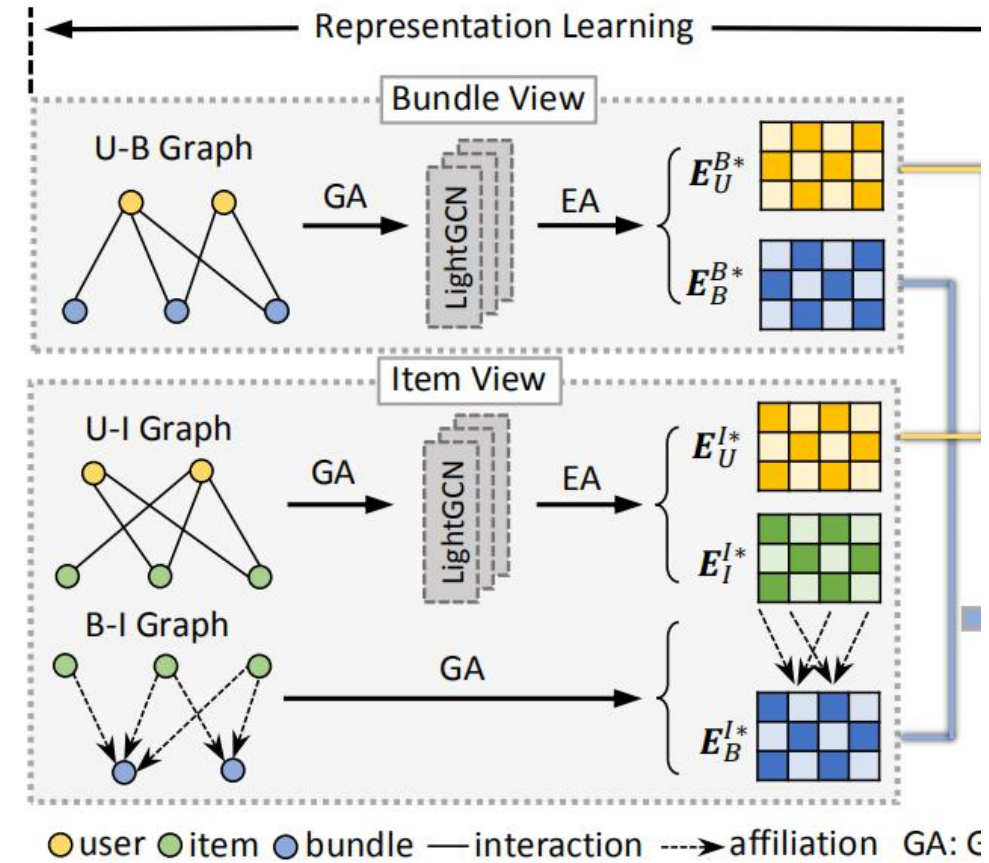 Representation Learning
Bundle View
U-B Graph
GA
LightGCN
EA
E_U^{B*}
E_B^{B*}
Item View
U-I Graph
GA
LightGCN
EA
E_U^{I*}
E_I^{I*}
B-I Graph
GA
E_B^{I*}
user item bundle interaction affiliation GA: G